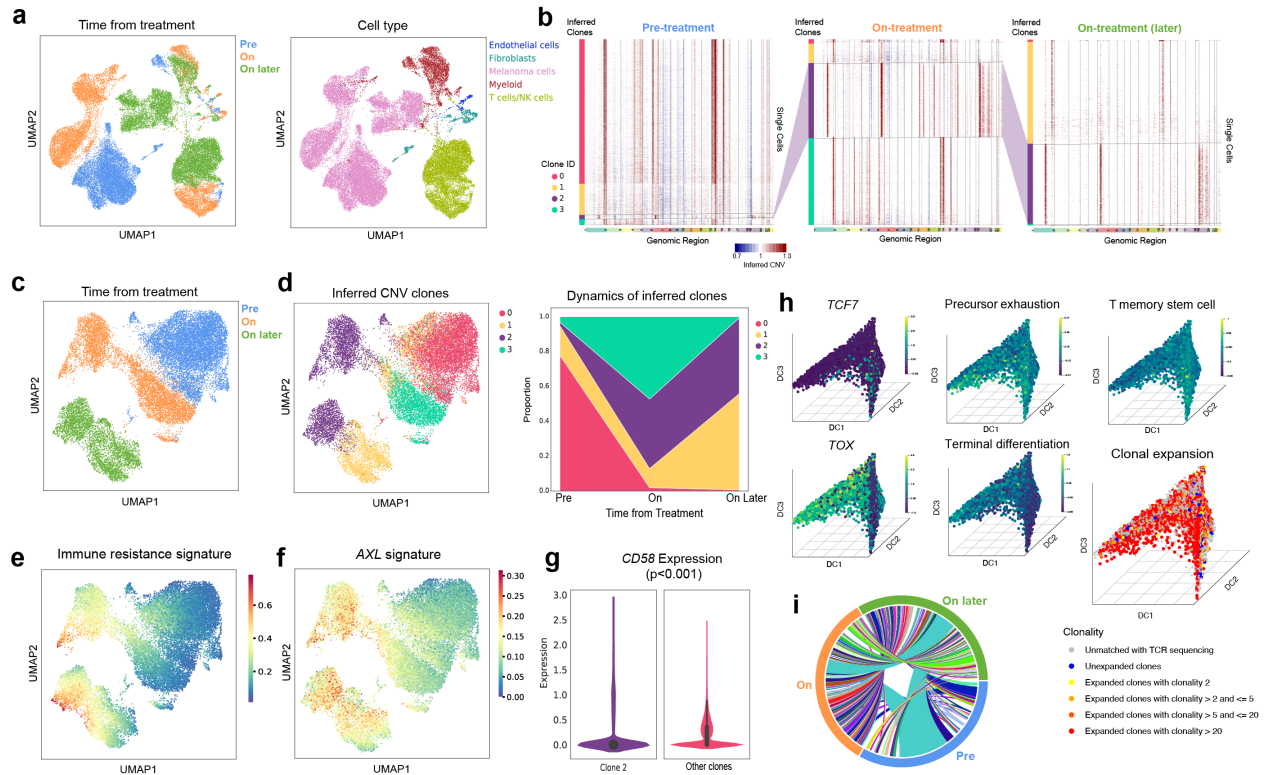 a
Time from treatment
Pre
On
On later
UMAP2
UMAP1
Cell type
Endothelial cells
Fibroblasts
Melanoma cells
Myeloid
T cells/NK cells
UMAP2
UMAP1
b
Inferred
Clones
Pre-treatment
Single Cells
Clone ID
0
1
2
3
Genomic Region
0.7
1
1.3
Inferred CNV
Inferred
Clones
On-treatment
Genomic Region
Inferred
Clones
On-treatment (later)
Single Cells
Genomic Region
c
Time from treatment
Pre
On
On later
UMAP2
UMAP1
d
Inferred CNV clones
0
1
2
3
UMAP2
UMAP1
Dynamics of inferred clones
1.0
0.8
0.6
0.4
0.2
0.0
Proportion
Pre
On
On Later
Time from Treatment
0
1
2
3
e
Immune resistance signature
0.6
0.4
0.2
UMAP2
UMAP1
f
AXL signature
0.30
0.25
0.20
0.15
0.10
0.05
0.00
UMAP1
g
CD58 Expression
(p<0.001)
3.0
2.5
2.0
1.5
1.0
0.5
0.0
Expression
Clone 2
Other clones
h
TCF7
DC3
DC2
DC1
Precursor exhaustion
DC3
DC2
DC1
T memory stem cell
DC3
DC2
DC1
TOX
DC3
DC2
DC1
Terminal differentiation
DC3
DC2
DC1
Clonal expansion
DC3
DC2
DC1
i
On later
On
Pre
Clonality
Unmatched with TCR sequencing
Unexpanded clones
Expanded clones with clonality 2
Expanded clones with clonality > 2 and <= 5
Expanded clones with clonality > 5 and <= 20
Expanded clones with clonality > 20